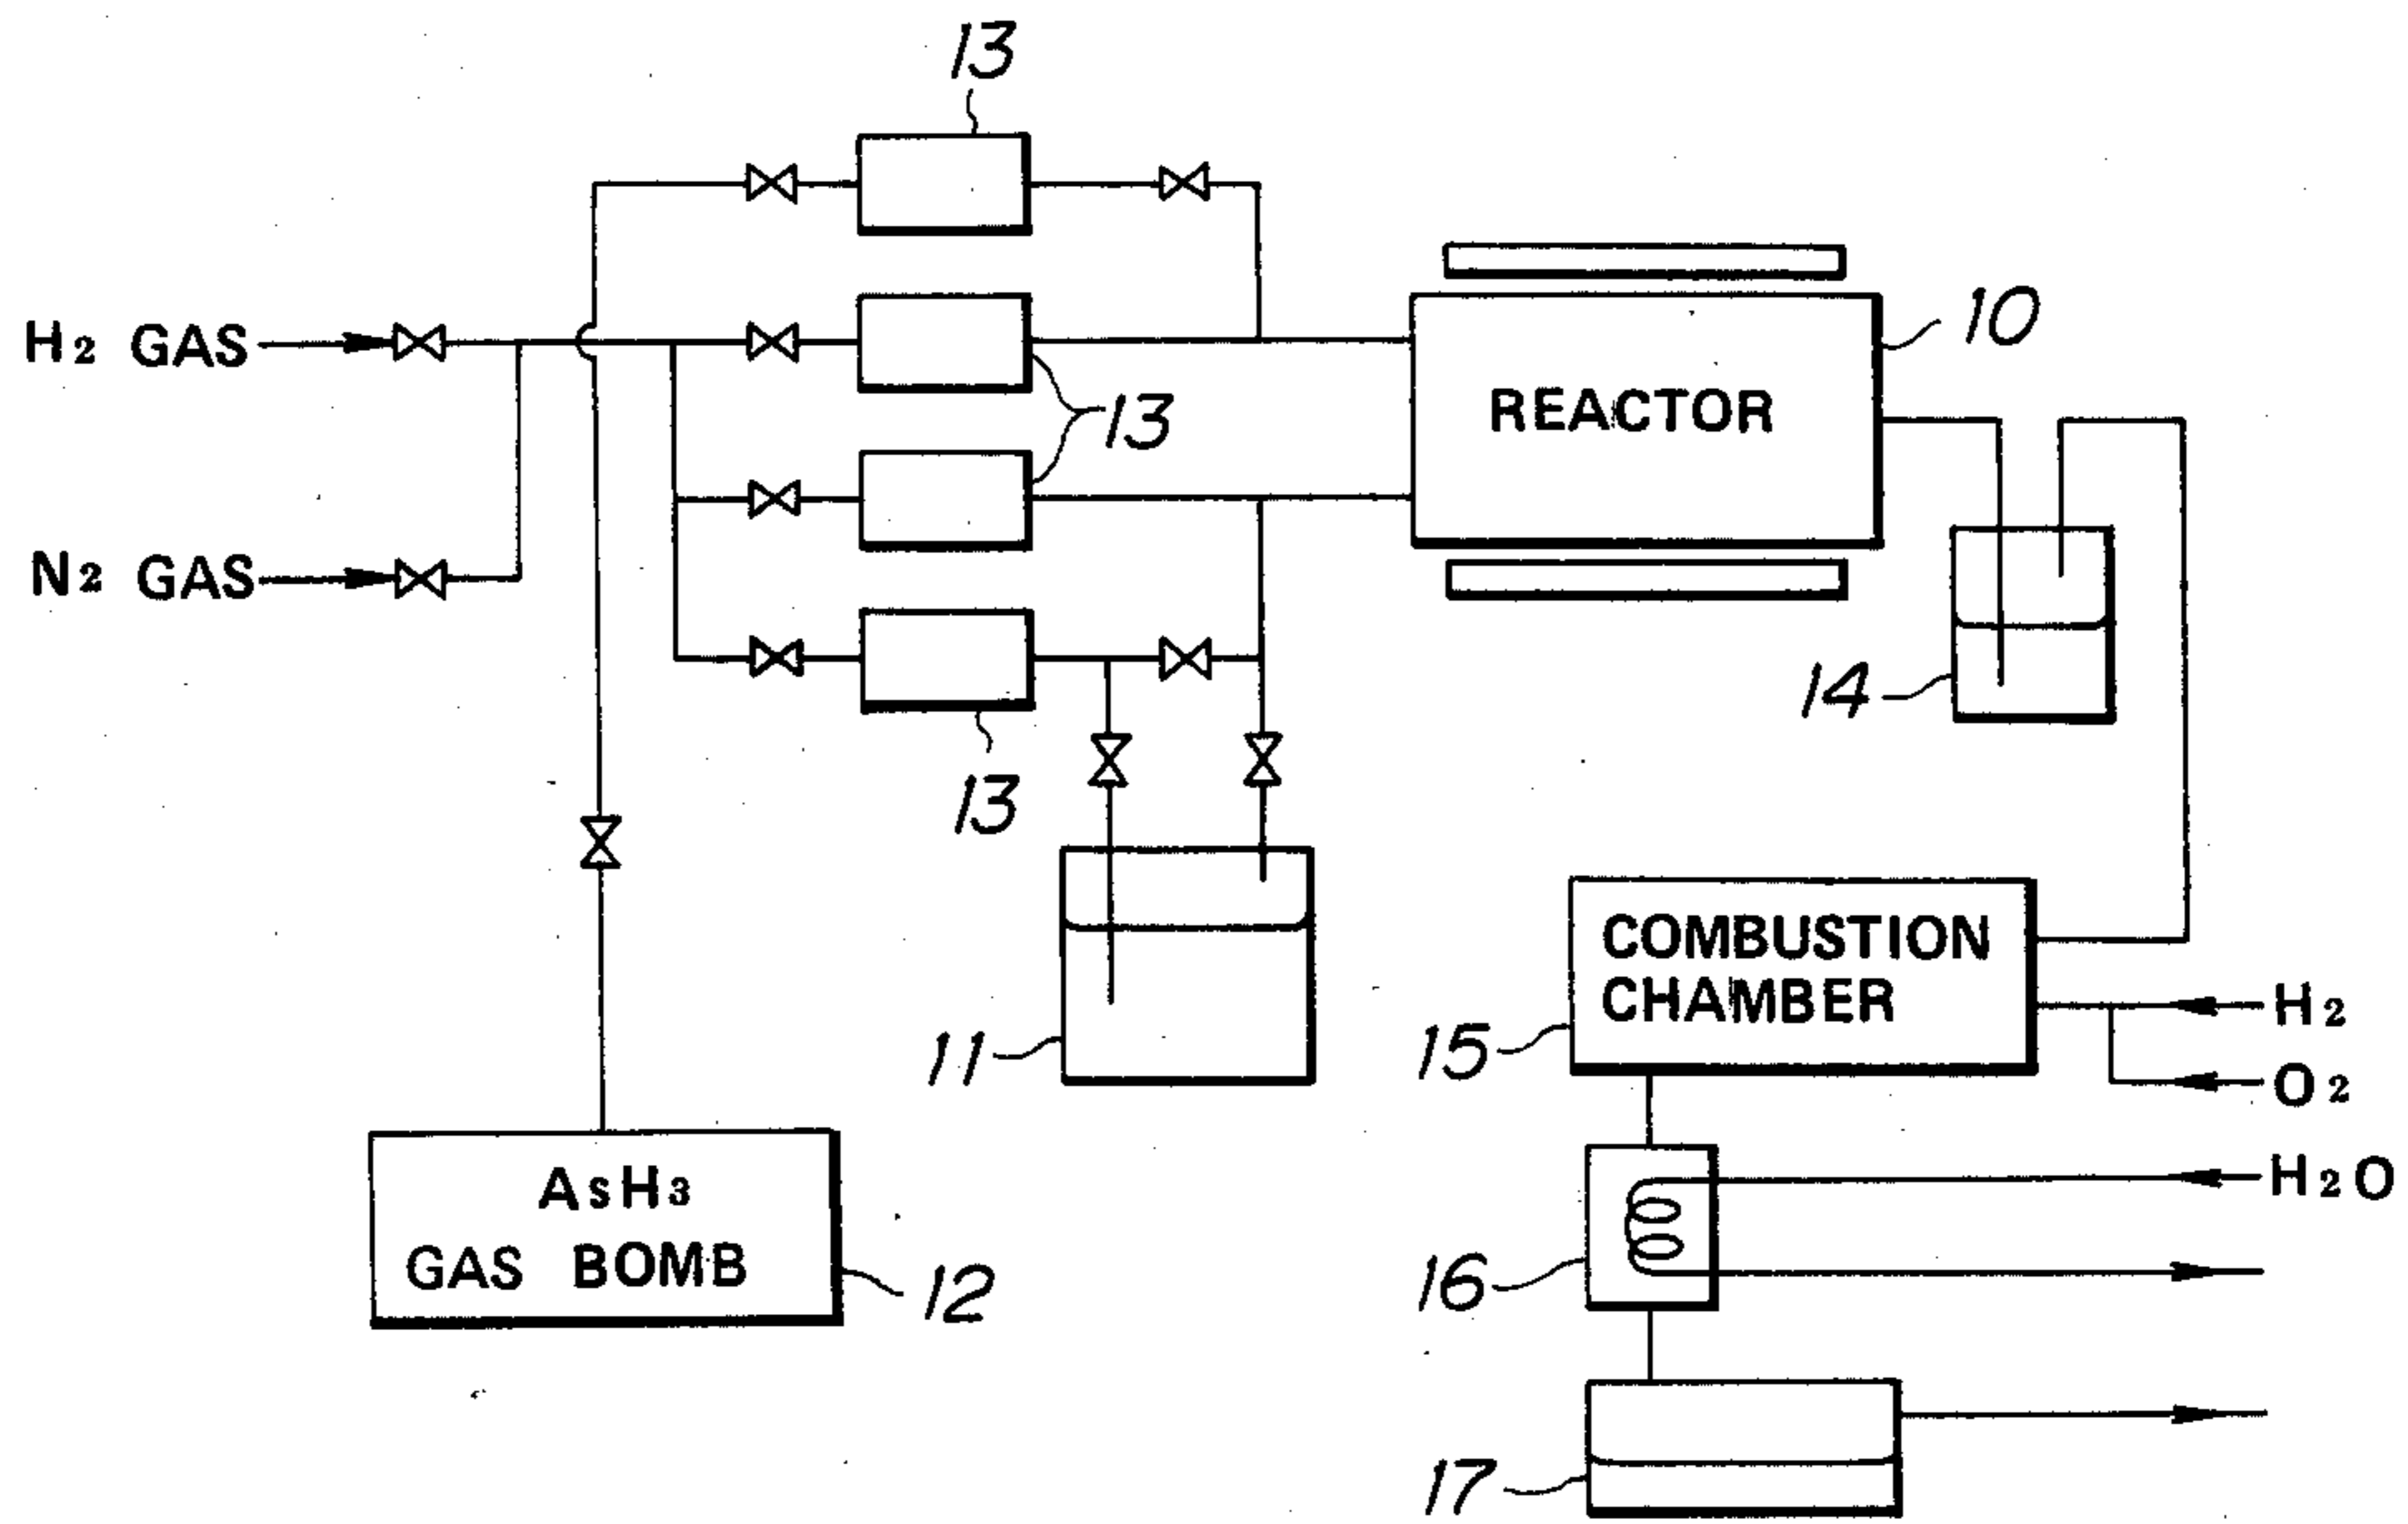 13
H2 GAS
10
REACTOR
13
N2 GAS
14
13
COMBUSTION
CHAMBER
H2
11
15
O2
AsH3
GAS BOMB
H2O
12
16
17